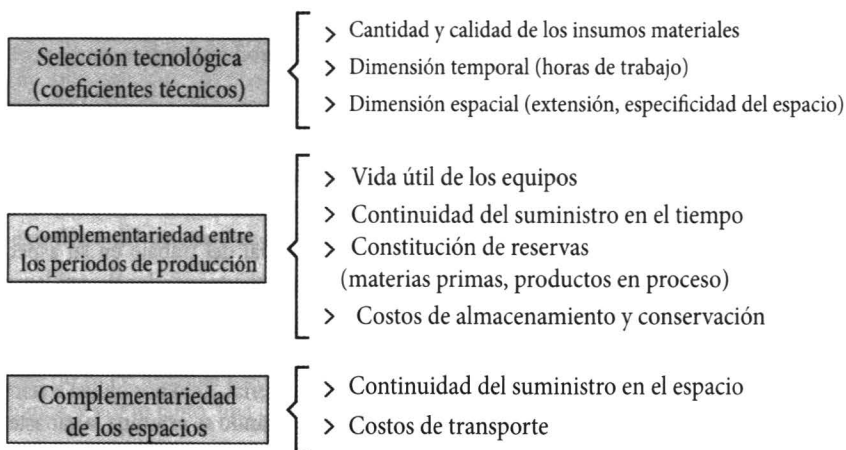 Selección tecnológica
(coeficientes técnicos)
> Cantidad y calidad de los insumos materiales
> Dimensión temporal (horas de trabajo)
> Dimensión espacial (extensión, especificidad del espacio)
Complementariedad entre
los periodos de producción
> Vida útil de los equipos
> Continuidad del suministro en el tiempo
> Constitución de reservas
(materias primas, productos en proceso)
> Costos de almacenamiento y conservación
Complementariedad
de los espacios
> Continuidad del suministro en el espacio
> Costos de transporte